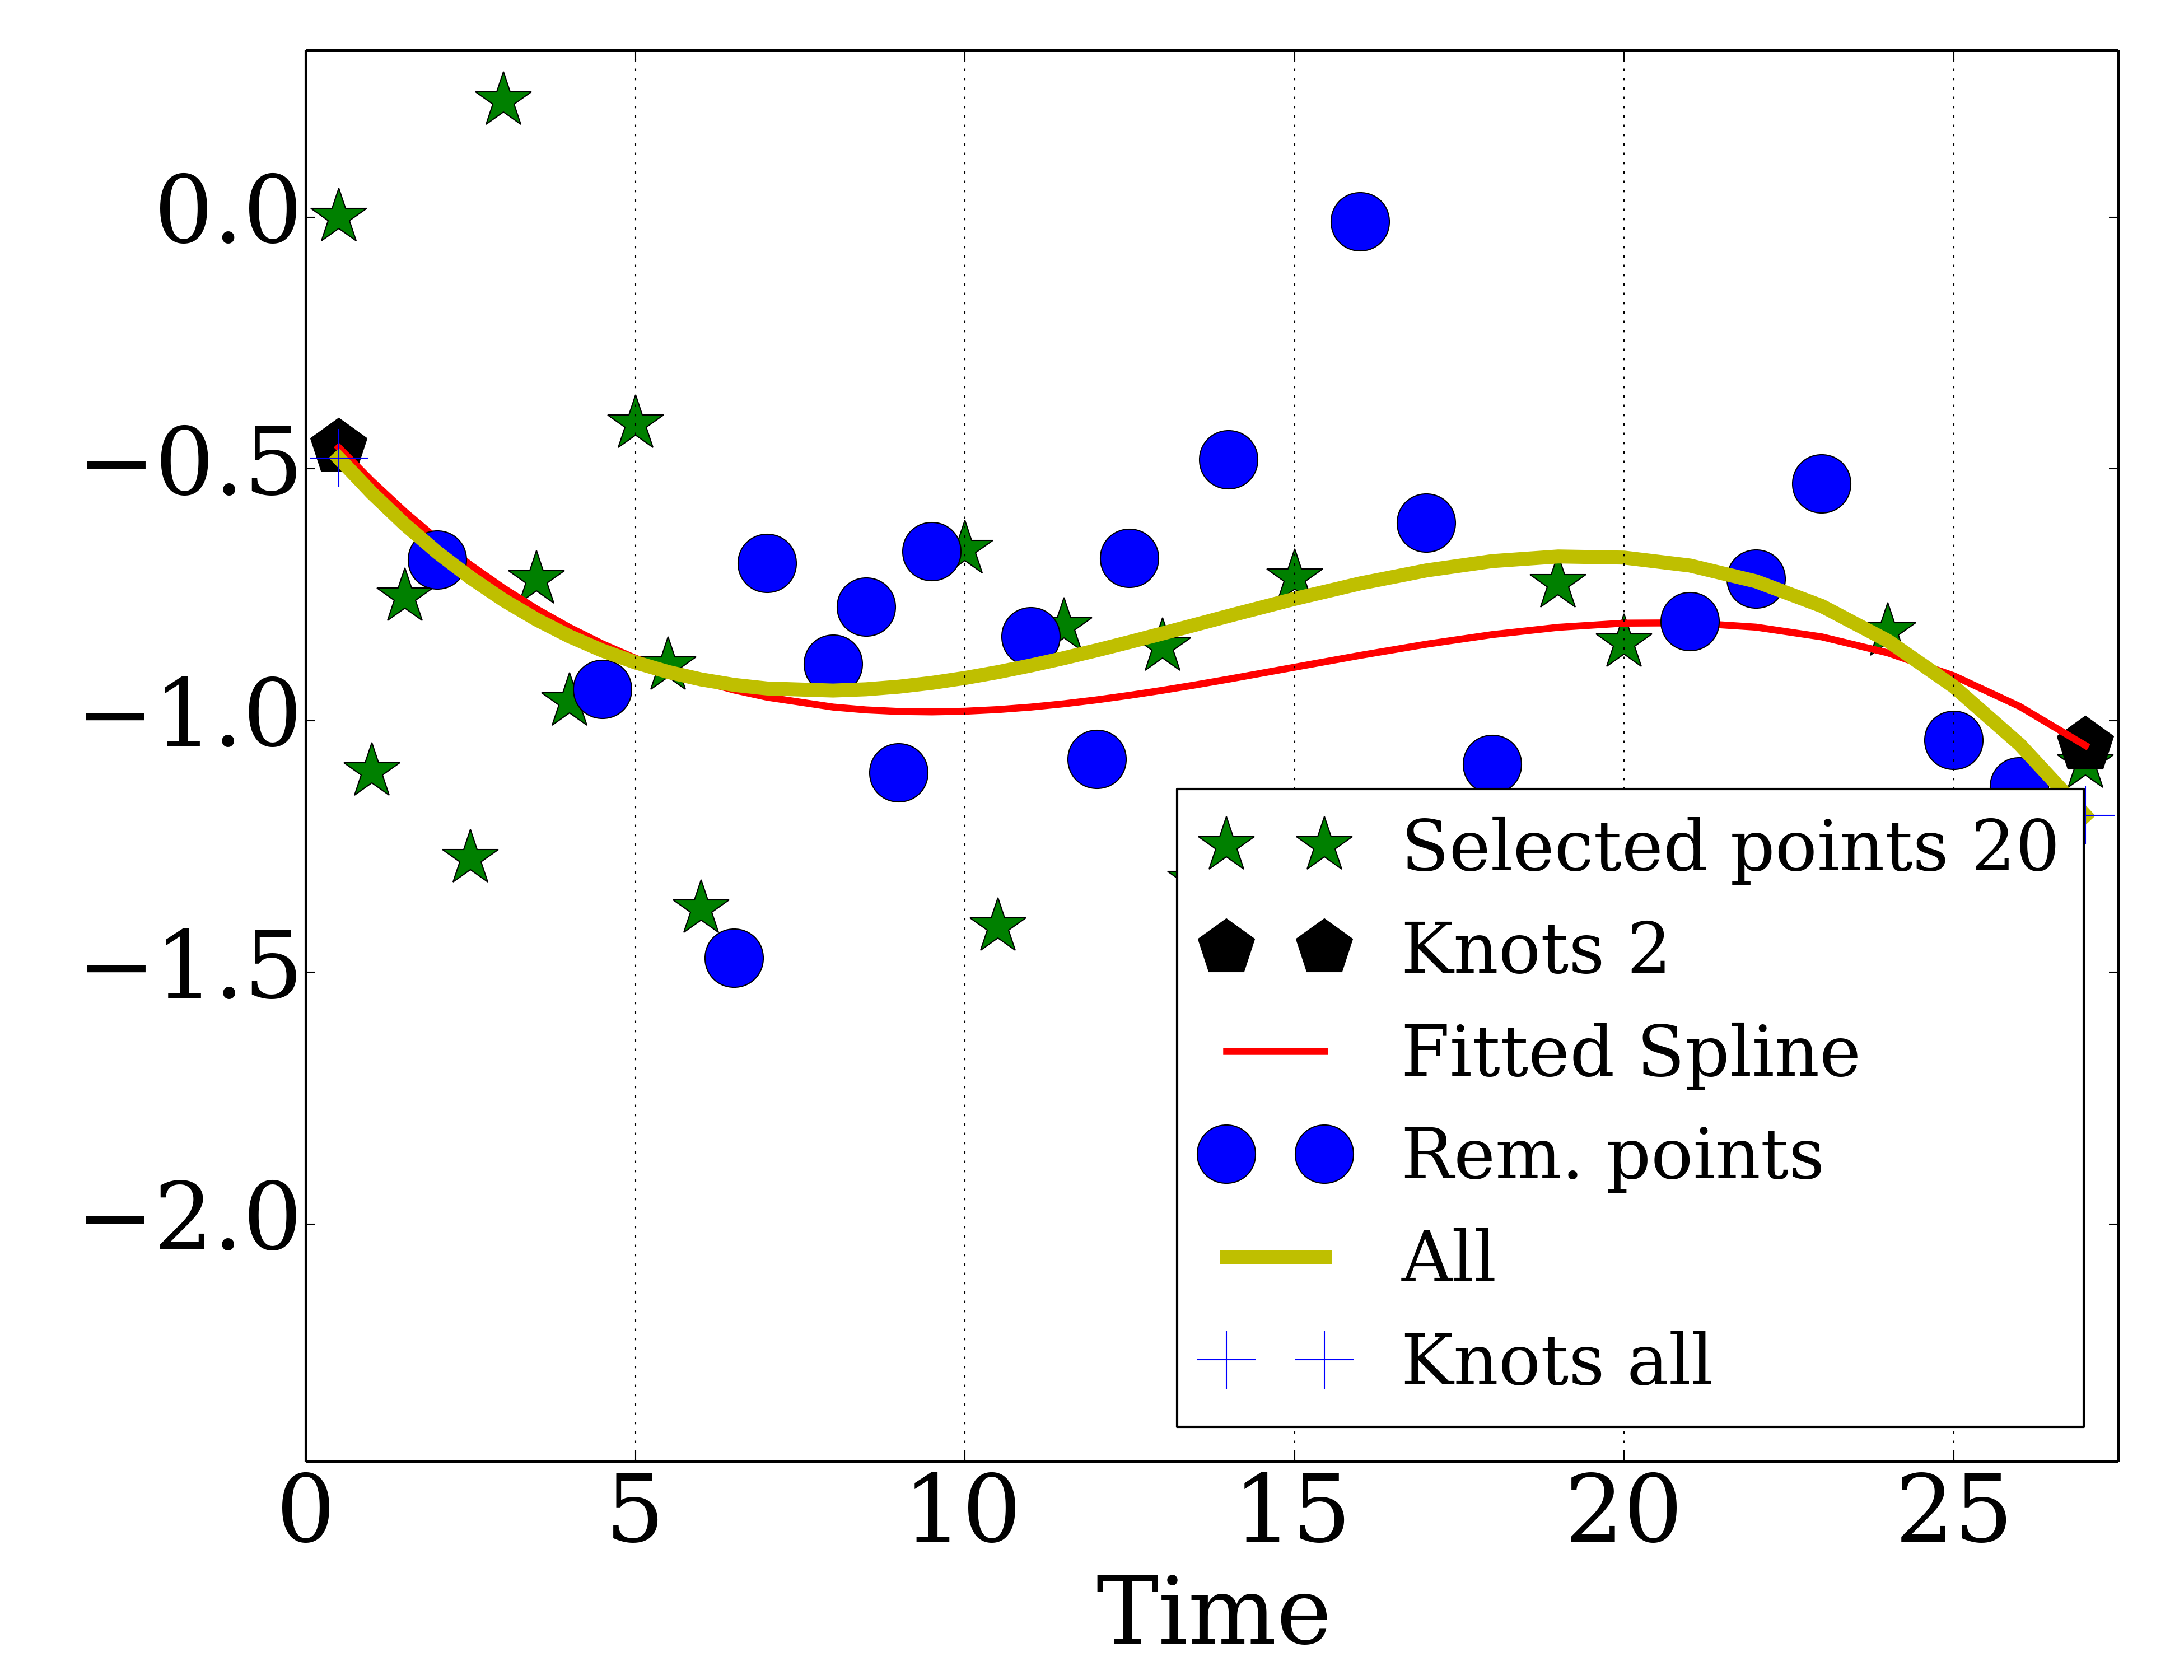 0.0
−0.5
−1.0
−1.5
−2.0
Selected points 20
Knots 2
Fitted Spline
Rem. points
All
Knots all
0 5 10 15 20 25
Time